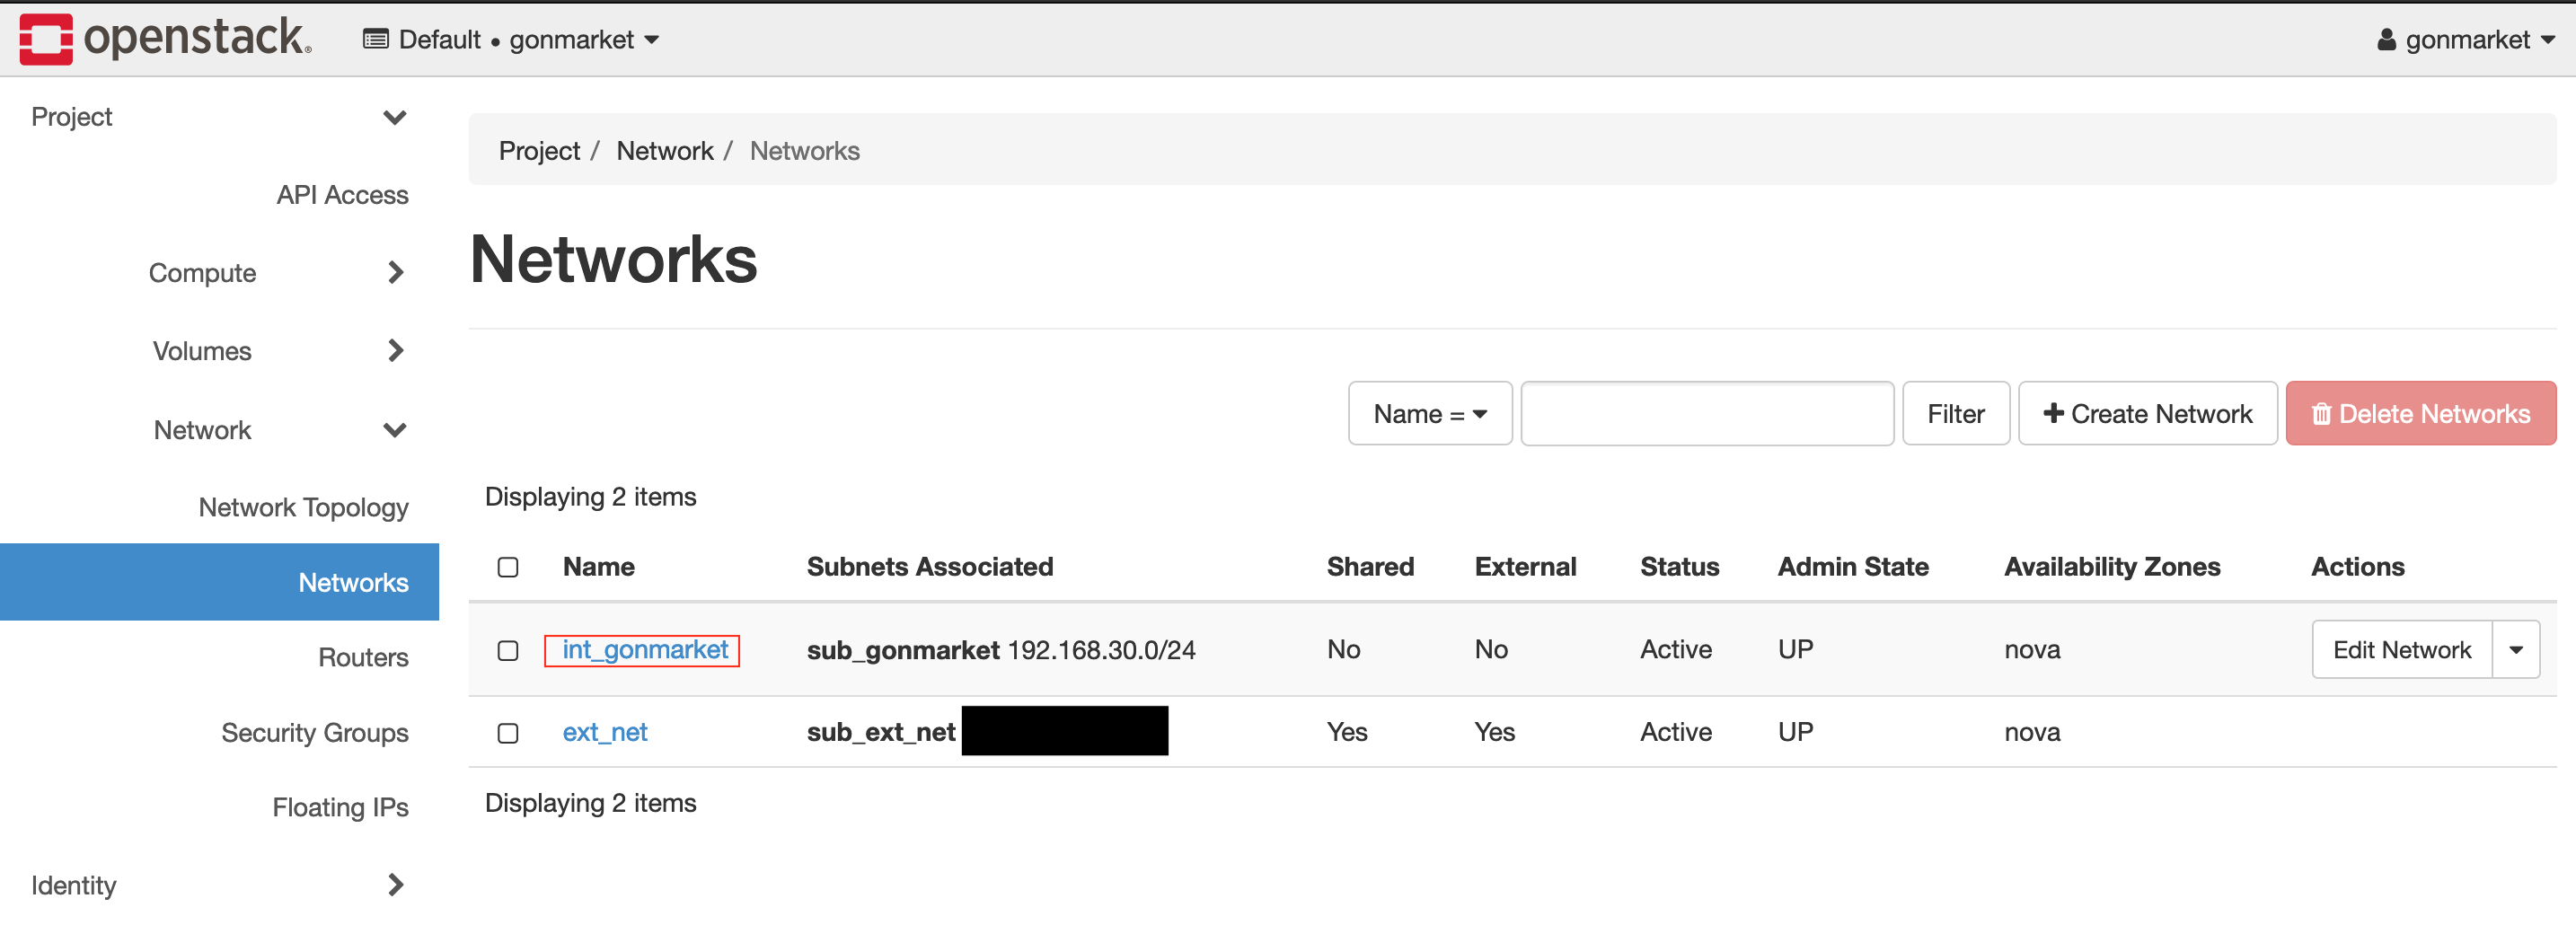 openstack. Default • gonmarket gonmarket
Project
API Access
Compute
Volumes
Network
Network Topology
Networks
Routers
Security Groups
Floating IPs
Identity
Project / Network / Networks
Networks
Name = Filter + Create Network Delete Networks
Displaying 2 items
Name Subnets Associated Shared External Status Admin State Availability Zones Actions
int_gonmarket sub_gonmarket 192.168.30.0/24 No No Active UP nova Edit Network
ext_net sub_ext_net Yes Yes Active UP nova
Displaying 2 items